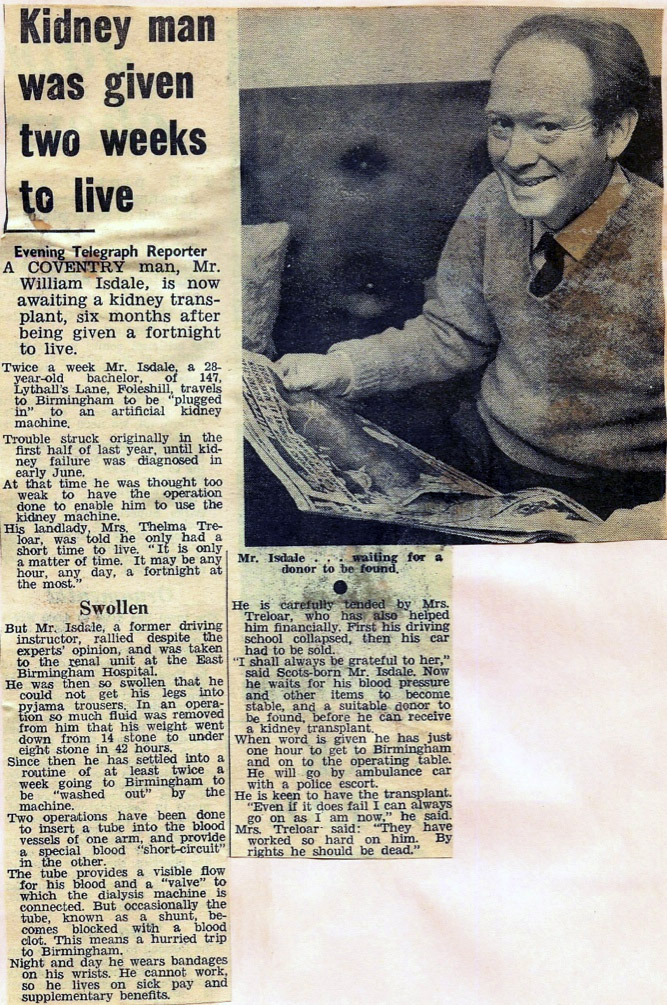 Kidney man
was given
two weeks
to live
Evening Telegraph Reporter
A COVENTRY man, Mr.
William Isdale, is now
awaiting a kidney trans-
plant, six months after
being given a fortnight
to live.
Twice a week Mr. Isdale, a 28-
year-old bachelor, of 147,
Lythall's Lane, Foleshill, travels
to Birmingham to be "plugged
in" to an artificial kidney
machine.
Trouble struck originally in the
first half of last year, until kid-
ney failure was diagnosed in
early June.
At that time he was thought too
weak to have the operation
done to enable him to use the
kidney machine.
His landlady, Mrs. Thelma Tre-
loar, was told he only had a
short time to live. "It is only
a matter of time. It may be any
hour, any day, a fortnight at
the most."
Swollen
But Mr. Isdale, a former driving
instructor, rallied despite the
experts' opinion, and was taken
to the renal unit at the East
Birmingham Hospital.
He was then so swollen that he
could not get his legs into
pyjama trousers. In an opera-
tion so much fluid was removed
from him that his weight went
down from 14 stone to under
eight stone in 42 hours.
Since then he has settled into a
routine of at least twice a
week going to Birmingham to
be "washed out" by the
machine.
Two operations have been done
to insert a tube into the blood
vessels of one arm, and provide
a special blood "short-circuit"
in the other.
The tube provides a visible flow
for his blood and a "valve" to
which the dialysis machine is
connected. But occasionally the
tube, known as a shunt, be-
comes blocked with a blood
clot. This means a hurried trip
to Birmingham.
Night and day he wears bandages
on his wrists. He cannot work,
so he lives on sick pay and
supplementary benefits.
Mr. Isdale . . . waiting for a
donor to be found.
He is carefully tended by Mrs.
Treloar, who has also helped
him financially. First his driving
school collapsed, then his car
had to be sold.
"I shall always be grateful to her,"
said Scots-born Mr. Isdale. Now
he waits for his blood pressure
and other items to become
stable, and a suitable donor to
be found, before he can receive
a kidney transplant.
When word is given he has just
one hour to get to Birmingham
and on to the operating table.
He will go by ambulance car
with a police escort.
He is keen to have the transplant.
"Even if it does fail I can always
go on as I am now," he said.
Mrs. Treloar said: "They have
worked so hard on him. By
rights he should be dead."